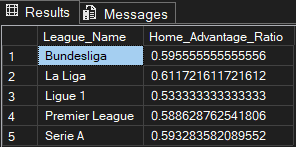 Results Messages
League_Name Home_Advantage_Ratio
1 Bundesliga 0.595555555555556
2 La Liga 0.611721611721612
3 Ligue 1 0.533333333333333
4 Premier League 0.588628762541806
5 Serie A 0.593283582089552